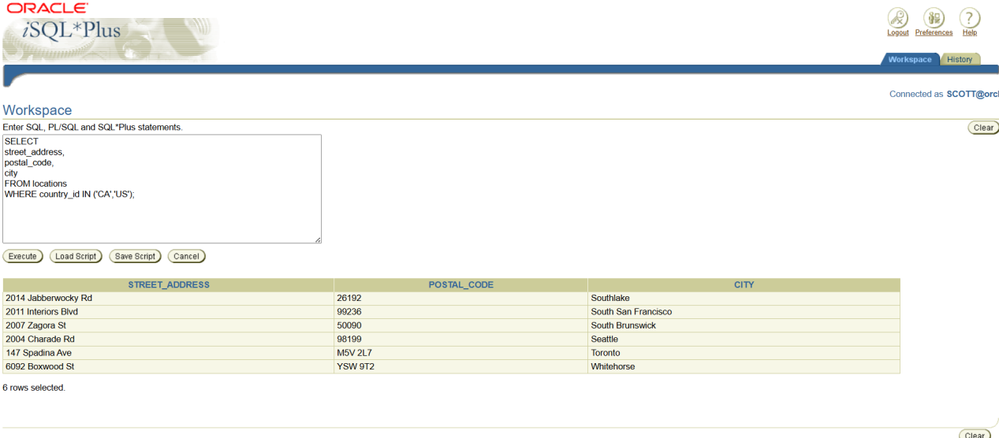 ORACLE
iSQL*Plus
Logout Preferences Help
Workspace History
Connected as SCOTT@orcl
Workspace
Enter SQL, PL/SQL and SQL*Plus statements.
Clear
SELECT
street_address,
postal_code,
city
FROM locations
WHERE country_id IN ('CA','US');
Execute Load Script Save Script Cancel
STREET_ADDRESS POSTAL_CODE CITY
2014 Jabberwocky Rd 26192 Southlake
2011 Interiors Blvd 99236 South San Francisco
2007 Zagora St 50090 South Brunswick
2004 Charade Rd 98199 Seattle
147 Spadina Ave M5V 2L7 Toronto
6092 Boxwood St YSW 9T2 Whitehorse
6 rows selected.
Clear